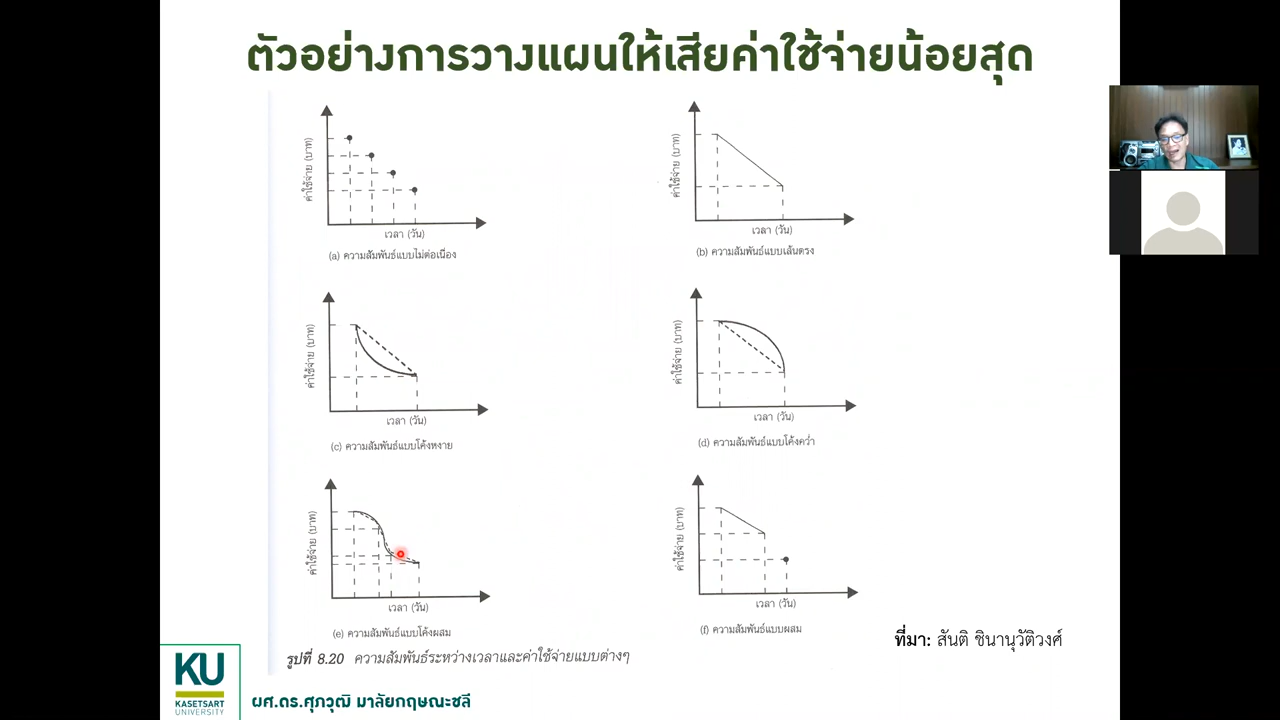 ตัวอย่างการวางแผนให้เสียค่าใช้จ่ายน้อยสุด
ค่าใช้จ่าย (บาท)
เวลา (วัน)
(a) ความสัมพันธ์แบบไม่ต่อเนื่อง
ค่าใช้จ่าย (บาท)
เวลา (วัน)
(b) ความสัมพันธ์แบบเส้นตรง
ค่าใช้จ่าย (บาท)
เวลา (วัน)
(c) ความสัมพันธ์แบบโค้งหงาย
ค่าใช้จ่าย (บาท)
เวลา (วัน)
(d) ความสัมพันธ์แบบโค้งคว่ำ
ค่าใช้จ่าย (บาท)
เวลา (วัน)
(e) ความสัมพันธ์แบบโค้งผสม
ค่าใช้จ่าย (บาท)
เวลา (วัน)
(f) ความสัมพันธ์แบบผสม
ที่มา: สันติ ชินานุวัติวงศ์
รูปที่ 8.20 ความสัมพันธ์ระหว่างเวลาและค่าใช้จ่ายแบบต่างๆ
KU
KASETSART
UNIVERSITY
ผศ.ดร.ศุภวุฒิ มาลัยกฤษณะชลี